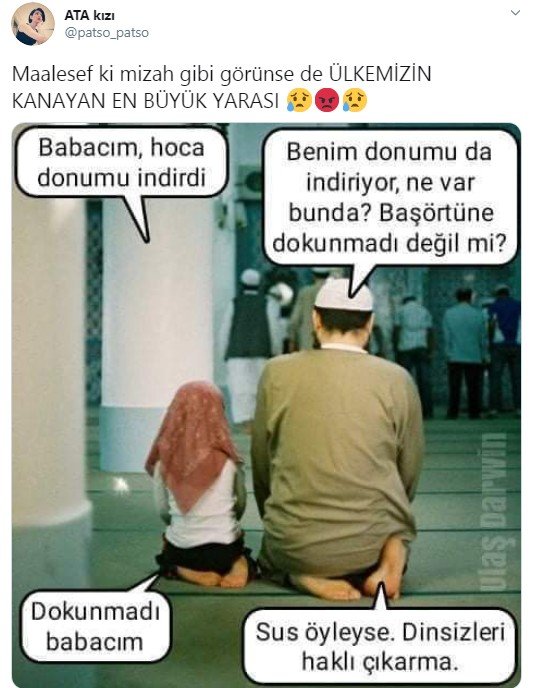 ATA kızı
@patso_patso
Maalesef ki mizah gibi görünse de ÜLKEMİZİN
KANAYAN EN BÜYÜK YARASI 😥😡😥
Babacım, hoca
donumu indirdi
Benim donumu da
indiriyor, ne var
bunda? Başörtüne
dokunmadı değil mi?
Dokunmadı
babacım
Sus öyleyse. Dinsizleri
haklı çıkarma.
Ulaş Darwin